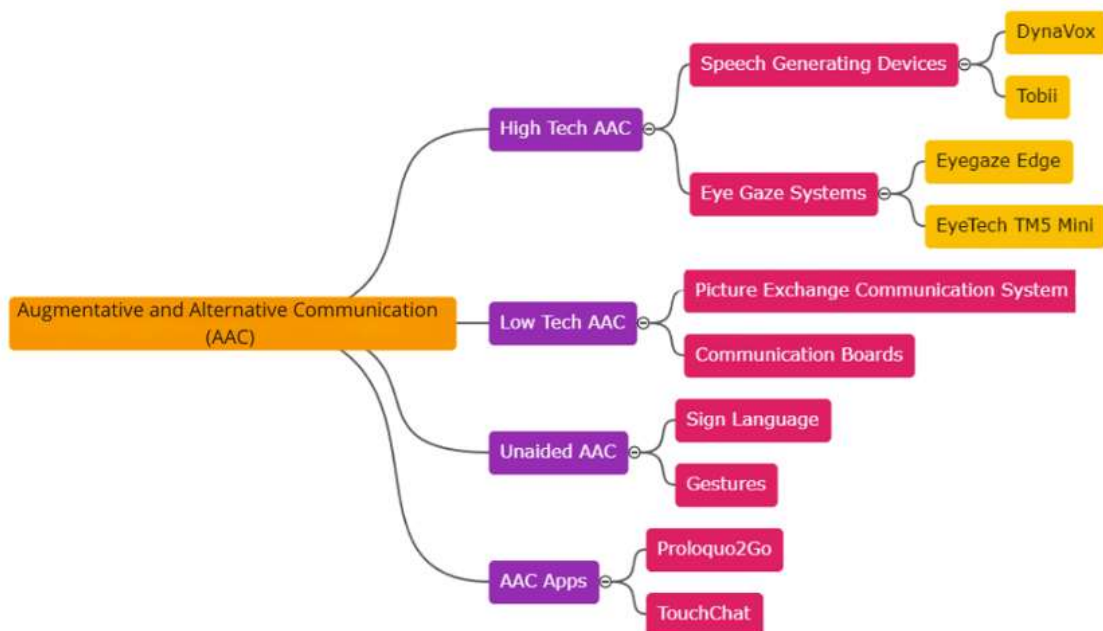 Augmentative and Alternative Communication
(AAC)
High Tech AAC
Speech Generating Devices
DynaVox
Tobii
Eye Gaze Systems
Eyegaze Edge
EyeTech TM5 Mini
Low Tech AAC
Picture Exchange Communication System
Communication Boards
Unaided AAC
Sign Language
Gestures
AAC Apps
Proloquo2Go
TouchChat